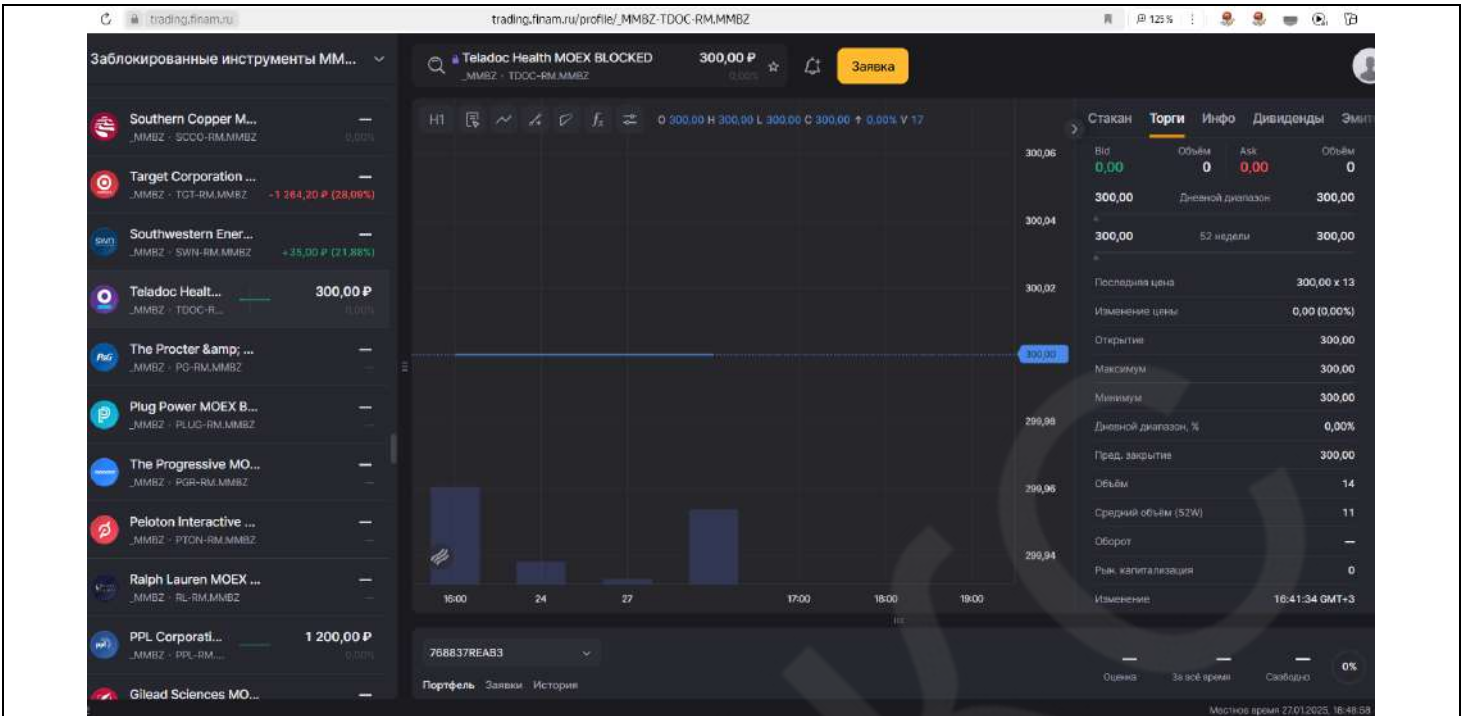 trading.finam.ru
trading.finam.ru/profile/_MMBZ-TDOC-RM.MMBZ
125 %
Заблокированные инструменты ММ...
Teladoc Health MOEX BLOCKED
300,00 ₽
_MMBZ · TDOC-RM.MMBZ
0,00%
Заявка
Southern Copper M... —
_MMBZ · SCCO-RM.MMBZ 0,00%
Target Corporation ... —
_MMBZ · TGT-RM.MMBZ -1 264,20 ₽ (28,09%)
Southwestern Ener... —
_MMBZ · SWN-RM.MMBZ +35,00 ₽ (21,88%)
Teladoc Healt... 300,00 ₽
_MMBZ · TDOC-R... 0,00%
The Procter &amp; ... —
_MMBZ · PG-RM.MMBZ —
Plug Power MOEX B... —
_MMBZ · PLUG-RM.MMBZ —
The Progressive MO... —
_MMBZ · PGR-RM.MMBZ —
Peloton Interactive ... —
_MMBZ · PTON-RM.MMBZ —
Ralph Lauren MOEX ... —
_MMBZ · RL-RM.MMBZ —
PPL Corporati... 1 200,00 ₽
_MMBZ · PPL-RM.... 0,00%
Gilead Sciences MO... —
H1
O 300,00 H 300,00 L 300,00 C 300,00 ↑ 0,00% V 17
300,06
300,04
300,02
300,00
299,98
299,96
299,94
16:00 24 27 17:00 18:00 19:00
Стакан Торги Инфо Дивиденды Эмит
Bid Объём Ask Объём
0,00 0 0,00 0
300,00 Дневной диапазон 300,00
300,00 52 недели 300,00
Последняя цена 300,00 x 13
Изменение цены 0,00 (0,00%)
Открытие 300,00
Максимум 300,00
Минимум 300,00
Дневной диапазон, % 0,00%
Пред. закрытие 300,00
Объём 14
Средний объём (52W) 11
Оборот —
Рын. капитализация 0
Изменение 16:41:34 GMT+3
768837REAB3
Портфель Заявки История
— — — 0%
Оценка За всё время Свободно
Местное время 27.01.2025, 16:48:58